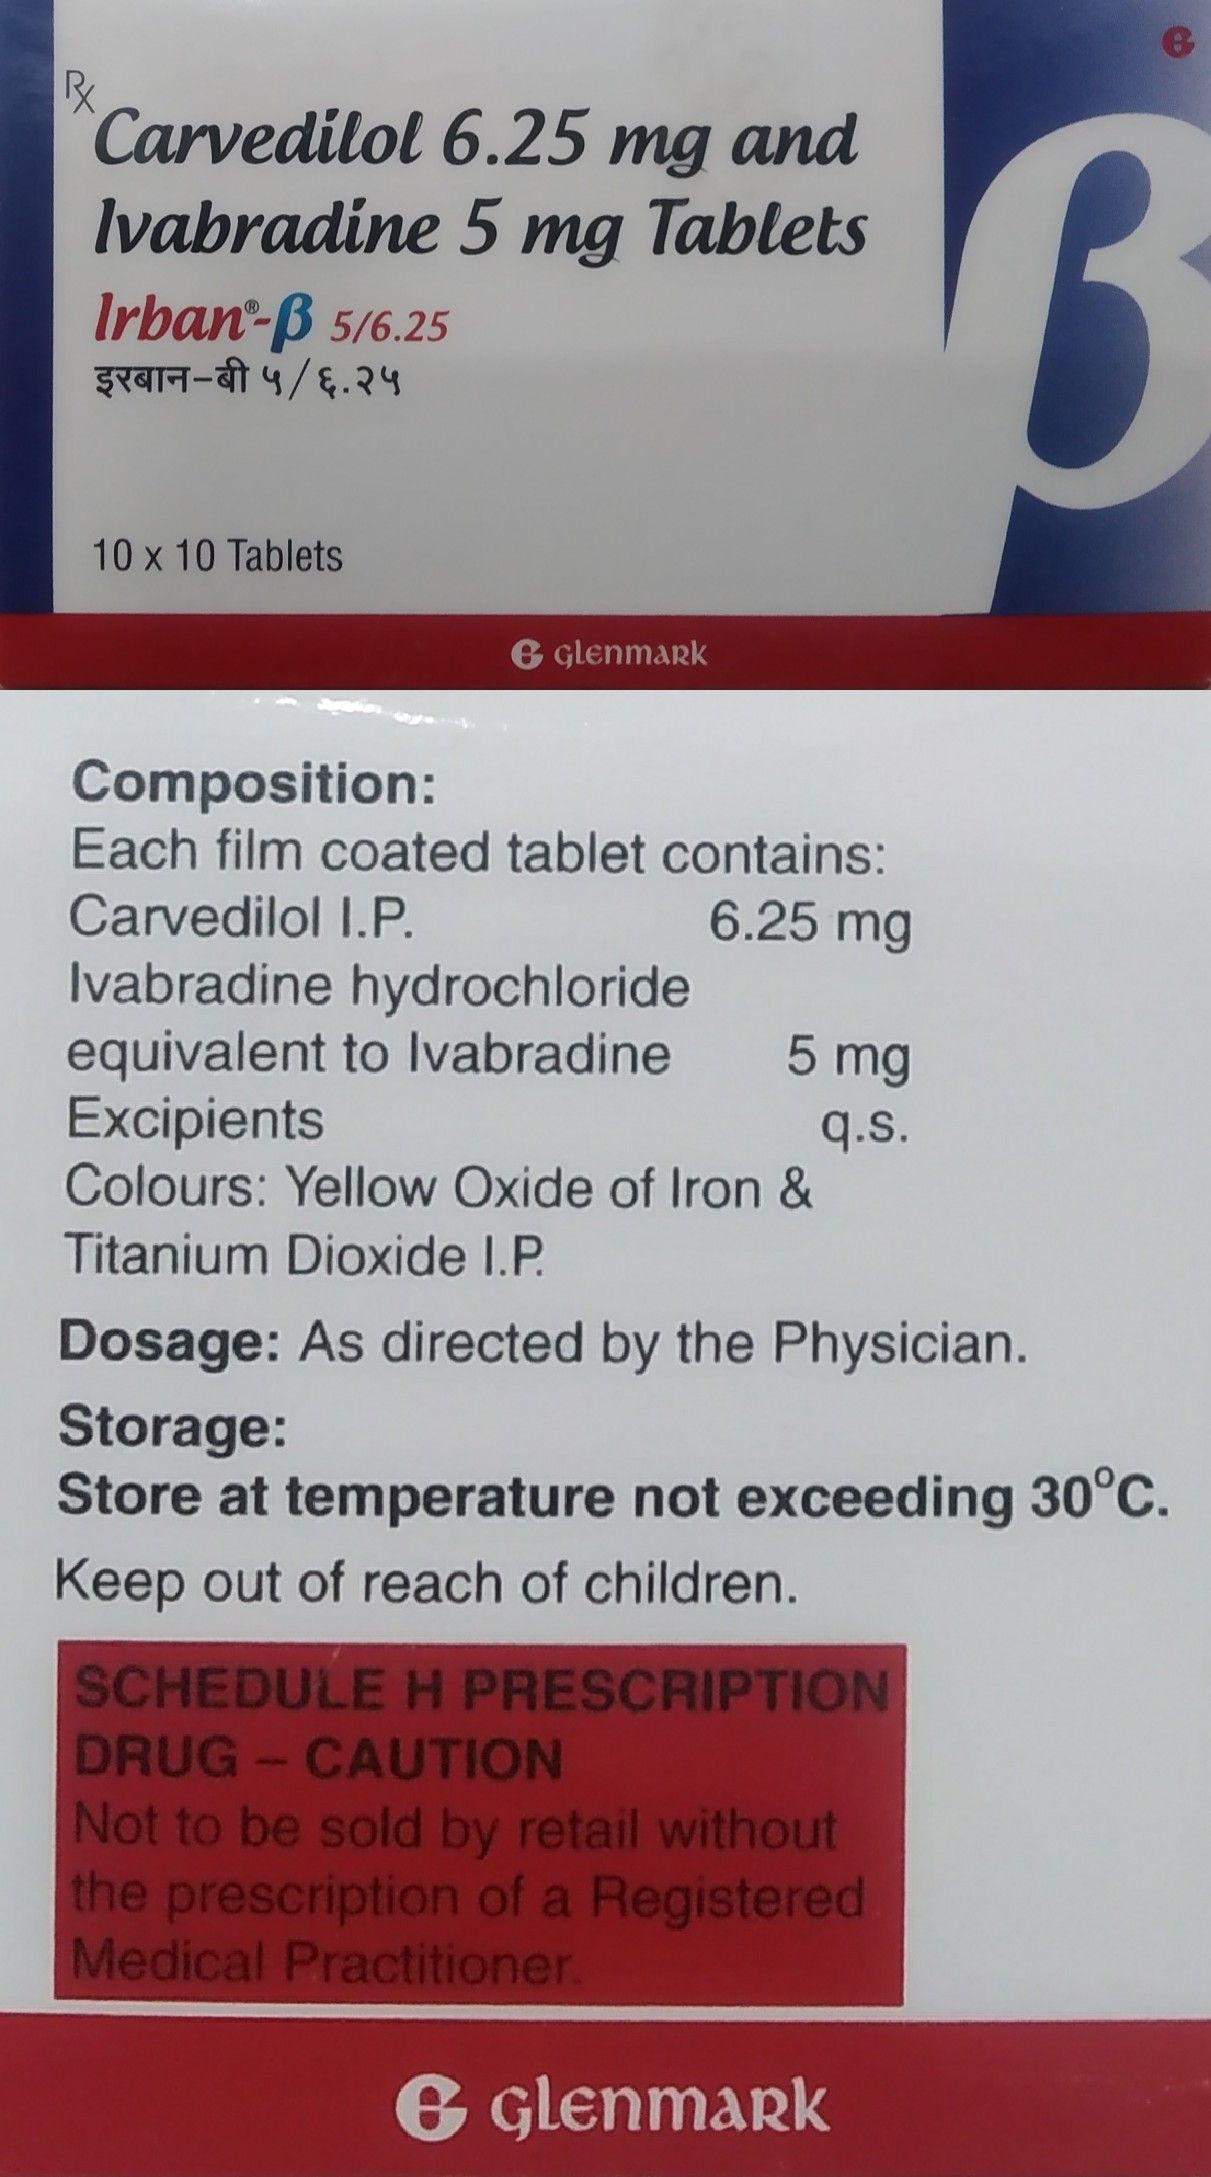 Rx
Carvedilol 6.25 mg and
Ivabradine 5 mg Tablets
Irban®-β 5/6.25
इरबान-बी ५/६.२५
10 x 10 Tablets
glenmark
β
Composition:
Each film coated tablet contains:
Carvedilol I.P. 6.25 mg
Ivabradine hydrochloride
equivalent to Ivabradine 5 mg
Excipients q.s.
Colours: Yellow Oxide of Iron &
Titanium Dioxide I.P.
Dosage: As directed by the Physician.
Storage:
Store at temperature not exceeding 30°C.
Keep out of reach of children.
SCHEDULE H PRESCRIPTION
DRUG – CAUTION
Not to be sold by retail without
the prescription of a Registered
Medical Practitioner.
glenmark